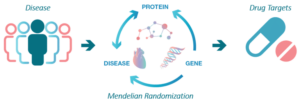 Disease
PROTEIN
Drug Targets
DISEASE
GENE
Mendelian Randomization